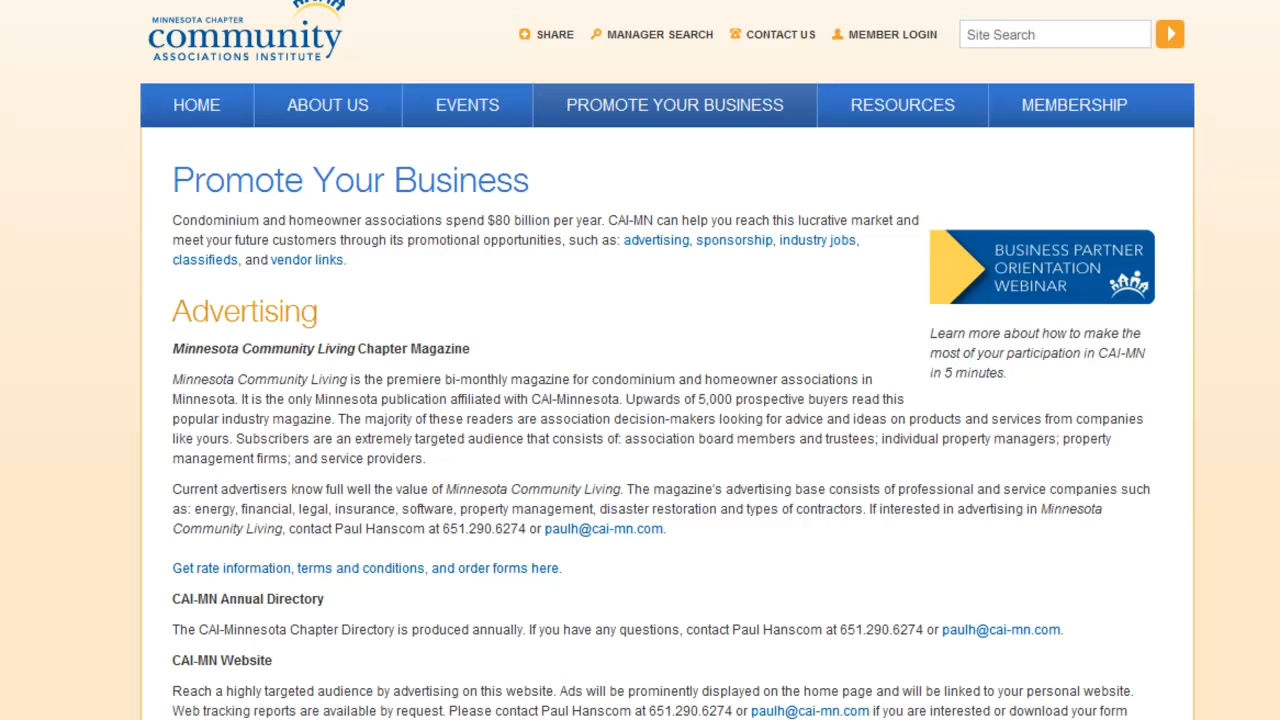 MINNESOTA CHAPTER
community
ASSOCIATIONS INSTITUTE
SHARE MANAGER SEARCH CONTACT US MEMBER LOGIN Site Search
HOME ABOUT US EVENTS PROMOTE YOUR BUSINESS RESOURCES MEMBERSHIP
Promote Your Business
Condominium and homeowner associations spend $80 billion per year. CAI-MN can help you reach this lucrative market and
meet your future customers through its promotional opportunities, such as: advertising, sponsorship, industry jobs,
classifieds, and vendor links.
BUSINESS PARTNER
ORIENTATION
WEBINAR
Learn more about how to make the
most of your participation in CAI-MN
in 5 minutes.
Advertising
Minnesota Community Living Chapter Magazine
Minnesota Community Living is the premiere bi-monthly magazine for condominium and homeowner associations in
Minnesota. It is the only Minnesota publication affiliated with CAI-Minnesota. Upwards of 5,000 prospective buyers read this
popular industry magazine. The majority of these readers are association decision-makers looking for advice and ideas on products and services from companies
like yours. Subscribers are an extremely targeted audience that consists of: association board members and trustees; individual property managers; property
management firms; and service providers.
Current advertisers know full well the value of Minnesota Community Living. The magazine's advertising base consists of professional and service companies such
as: energy, financial, legal, insurance, software, property management, disaster restoration and types of contractors. If interested in advertising in Minnesota
Community Living, contact Paul Hanscom at 651.290.6274 or paulh@cai-mn.com.
Get rate information, terms and conditions, and order forms here.
CAI-MN Annual Directory
The CAI-Minnesota Chapter Directory is produced annually. If you have any questions, contact Paul Hanscom at 651.290.6274 or paulh@cai-mn.com.
CAI-MN Website
Reach a highly targeted audience by advertising on this website. Ads will be prominently displayed on the home page and will be linked to your personal website.
Web tracking reports are available by request. Please contact Paul Hanscom at 651.290.6274 or paulh@cai-mn.com if you are interested or download your form